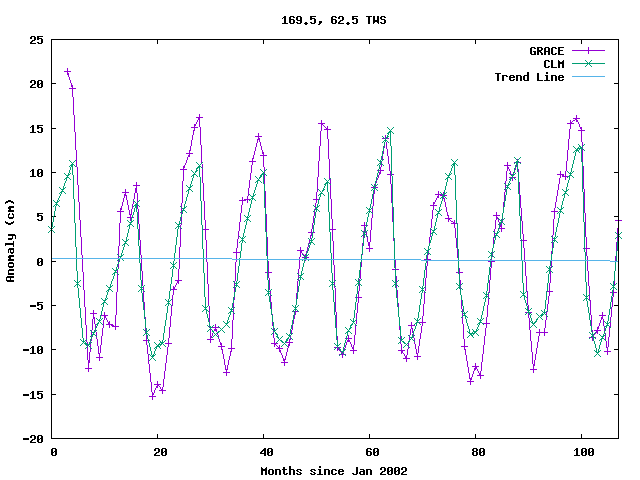 169.5, 62.5 TWS
GRACE
CLM
Trend Line
Anomaly (cm)
25
20
15
10
5
0
-5
-10
-15
-20
0 20 40 60 80 100
Months since Jan 2002